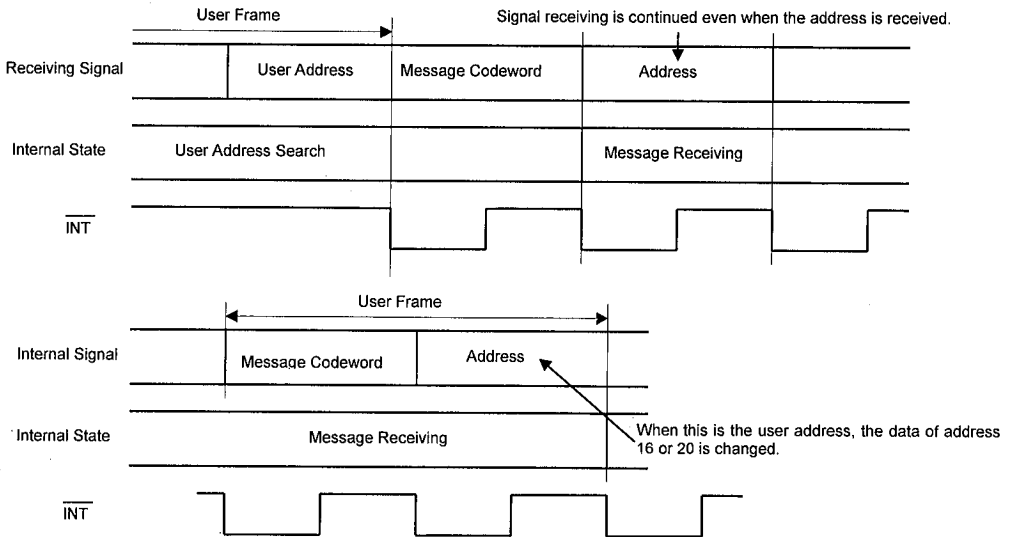 User Frame
Signal receiving is continued even when the address is received.
Receiving Signal
User Address
Message Codeword
Address
Internal State
User Address Search
Message Receiving
INT
User Frame
Internal Signal
Message Codeword
Address
Internal State
Message Receiving
When this is the user address, the data of address
16 or 20 is changed.
INT